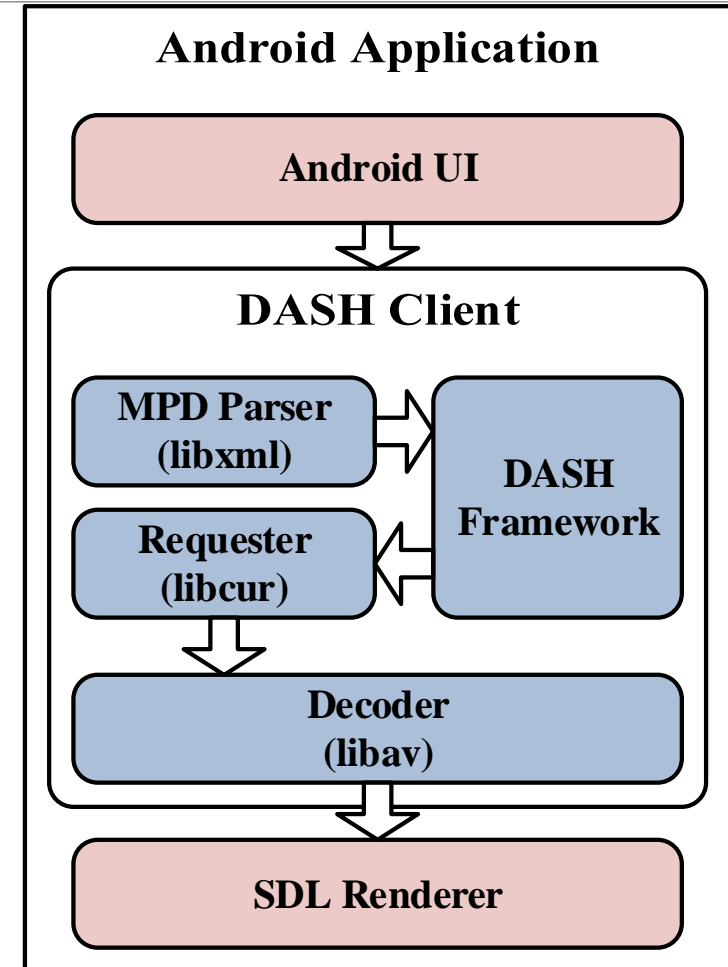 Android Application
Android UI
DASH Client
MPD Parser
(libxml)
DASH
Framework
Requester
(libcur)
Decoder
(libav)
SDL Renderer